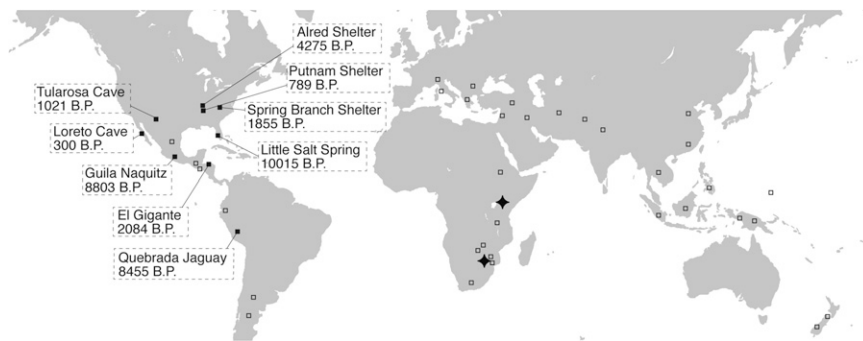 Alred Shelter
4275 B.P.
Putnam Shelter
789 B.P.
Tularosa Cave
1021 B.P.
Spring Branch Shelter
1855 B.P.
Loreto Cave
300 B.P.
Little Salt Spring
10015 B.P.
Guila Naquitz
8803 B.P.
El Gigante
2084 B.P.
Quebrada Jaguay
8455 B.P.